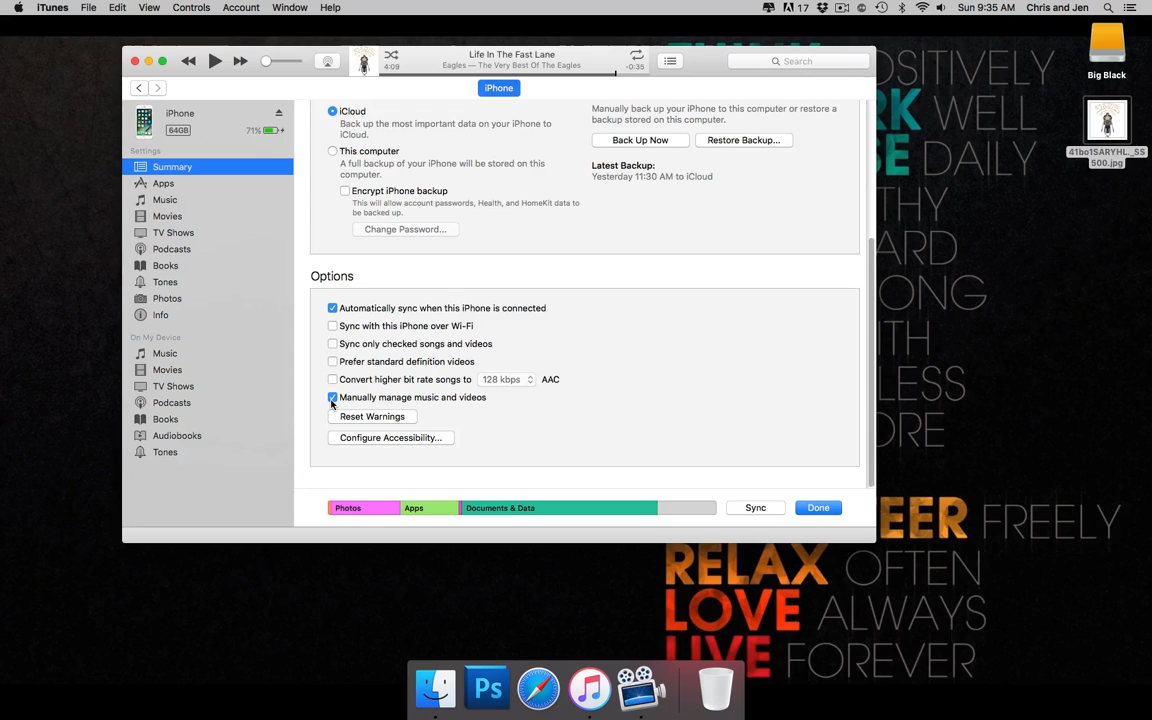 iTunes File Edit View Controls Account Window Help
17 Sun 9:35 AM Chris and Jen
Life In The Fast Lane
4:09 Eagles — The Very Best Of The Eagles -0:35
Search
iPhone
iPhone
64GB 71%
Settings
Summary
Apps
Music
Movies
TV Shows
Podcasts
Books
Tones
Photos
Info
On My Device
Music
Movies
TV Shows
Podcasts
Books
Audiobooks
Tones
iCloud
Back up the most important data on your iPhone to
iCloud.
This computer
A full backup of your iPhone will be stored on this
computer.
Encrypt iPhone backup
This will allow account passwords, Health, and HomeKit data to
be backed up.
Change Password...
Manually back up your iPhone to this computer or restore a
backup stored on this computer.
Back Up Now Restore Backup...
Latest Backup:
Yesterday 11:30 AM to iCloud
Options
Automatically sync when this iPhone is connected
Sync with this iPhone over Wi-Fi
Sync only checked songs and videos
Prefer standard definition videos
Convert higher bit rate songs to 128 kbps AAC
Manually manage music and videos
Reset Warnings
Configure Accessibility...
Photos Apps Documents & Data Sync Done
Big Black
41bo1SARYHL._SS
500.jpg
OSITIVELY
RK WELL
SE DAILY
THY
ARD
ONG
ITH
LESS
ORE
EER FREELY
RELAX OFTEN
LOVE ALWAYS
LIVE FOREVER
Ps